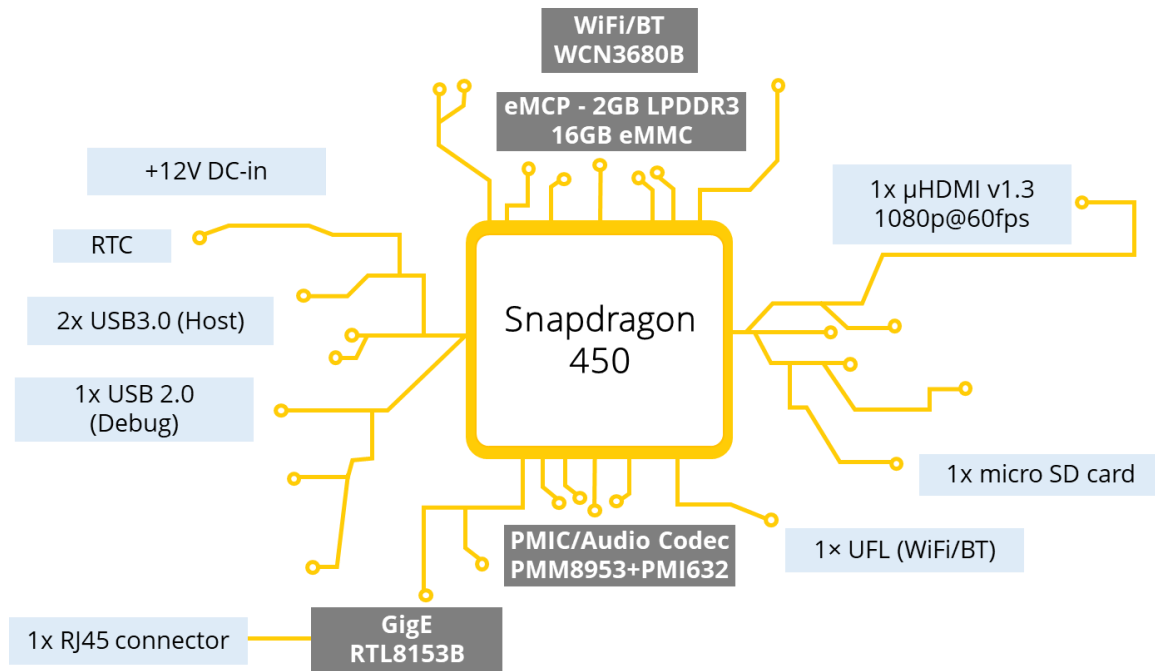 WiFi/BT
WCN3680B
eMCP - 2GB LPDDR3
16GB eMMC
+12V DC-in
1x µHDMI v1.3
1080p@60fps
RTC
2x USB3.0 (Host)
Snapdragon
450
1x USB 2.0
(Debug)
1x micro SD card
PMIC/Audio Codec
PMM8953+PMI632
1× UFL (WiFi/BT)
1x RJ45 connector
GigE
RTL8153B